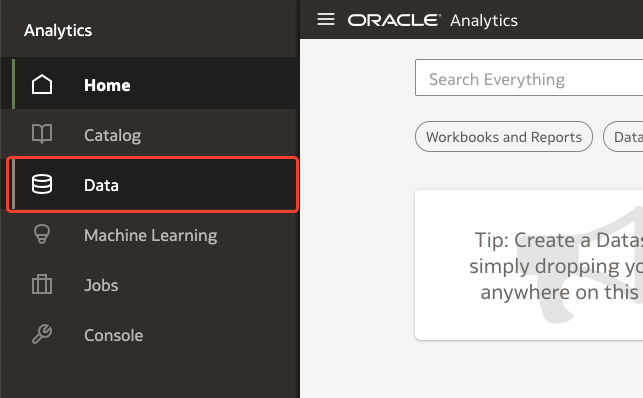 Analytics
Home
Catalog
Data
Machine Learning
Jobs
Console
ORACLE Analytics
Search Everything
Workbooks and Reports
Data
Tip: Create a Datas
simply dropping yo
anywhere on this